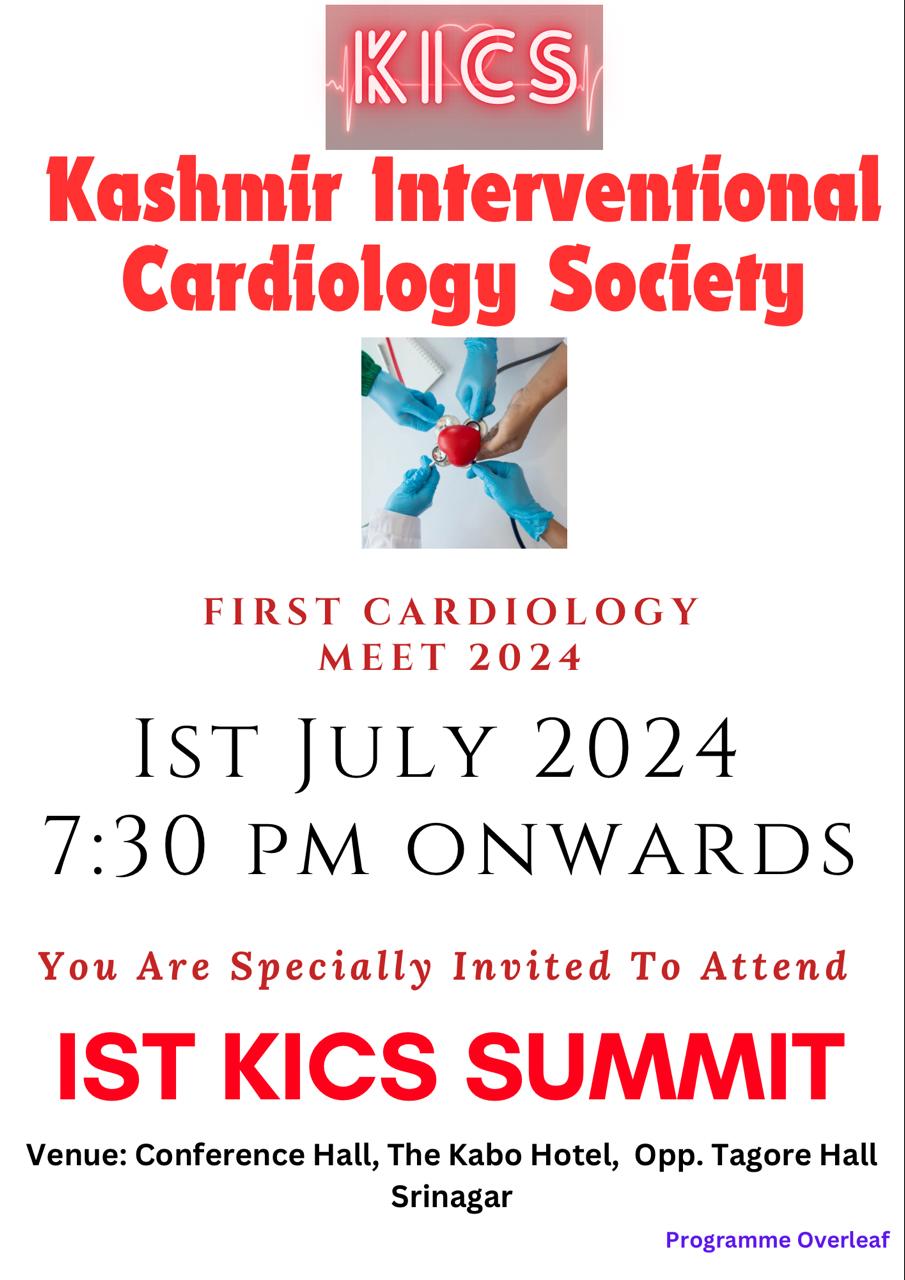 KICS
Kashmir Interventional
Cardiology Society
FIRST CARDIOLOGY
MEET 2024
Ist July 2024
7:30 pm onwards
You Are Specially Invited To Attend
IST KICS SUMMIT
Venue: Conference Hall, The Kabo Hotel,  Opp. Tagore Hall
Srinagar
Programme Overleaf